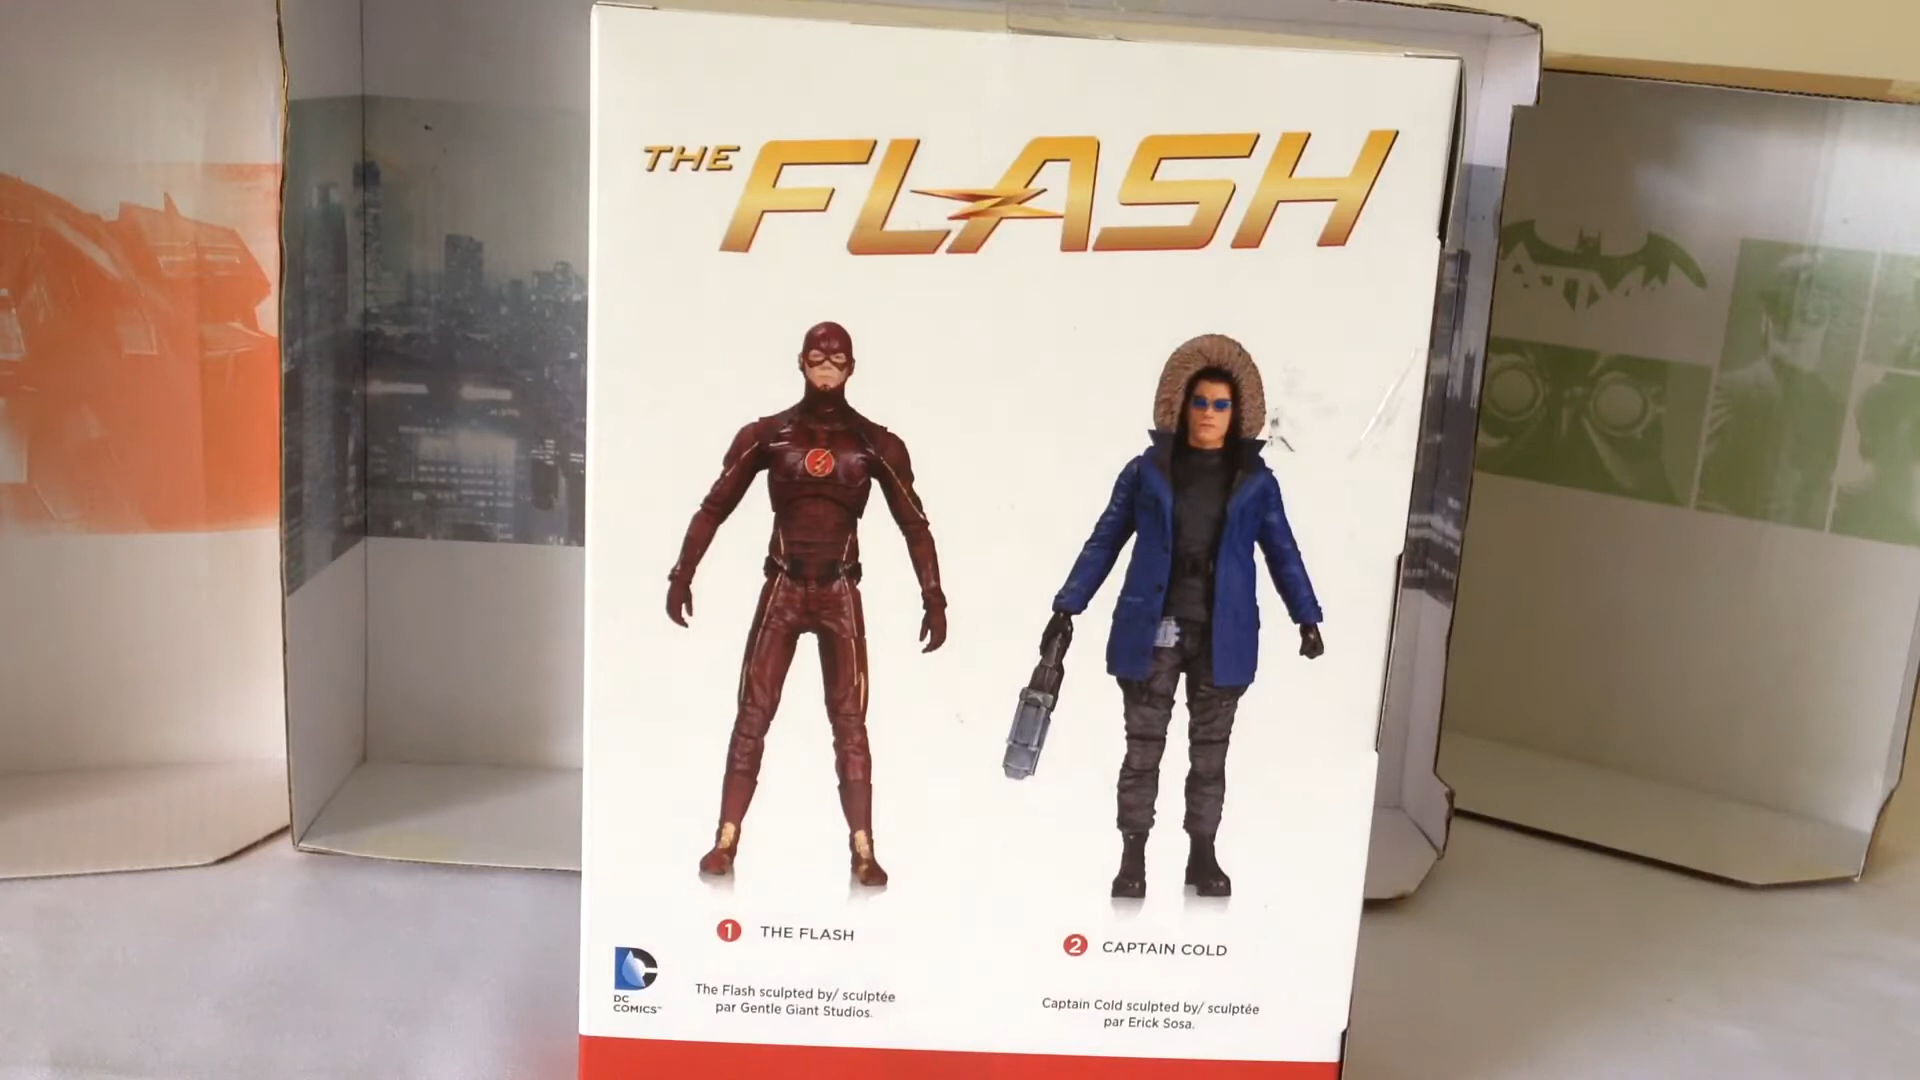 THE FLASH
1 THE FLASH
2 CAPTAIN COLD
DC
COMICS™
The Flash sculpted by/ sculptée
par Gentle Giant Studios.
Captain Cold sculpted by/ sculptée
par Erick Sosa.